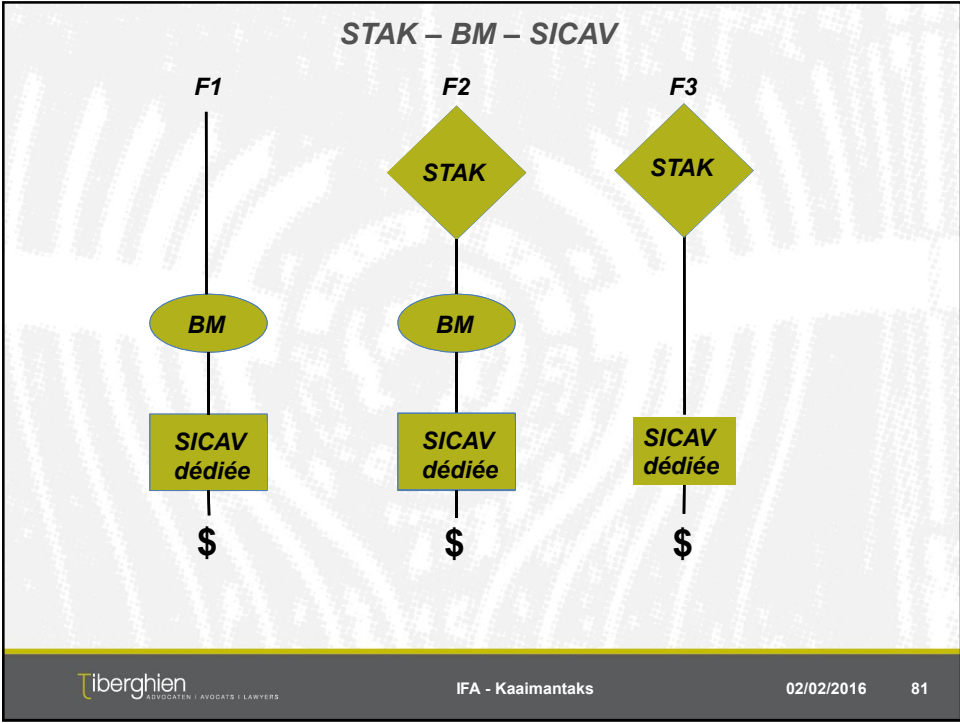 STAK – BM – SICAV
F1
F2
F3
STAK
STAK
BM
BM
SICAV
dédiée
SICAV
dédiée
SICAV
dédiée
$
$
$
Tiberghien
ADVOCATEN I AVOCATS I LAWYERS
IFA - Kaaimantaks
02/02/2016
81